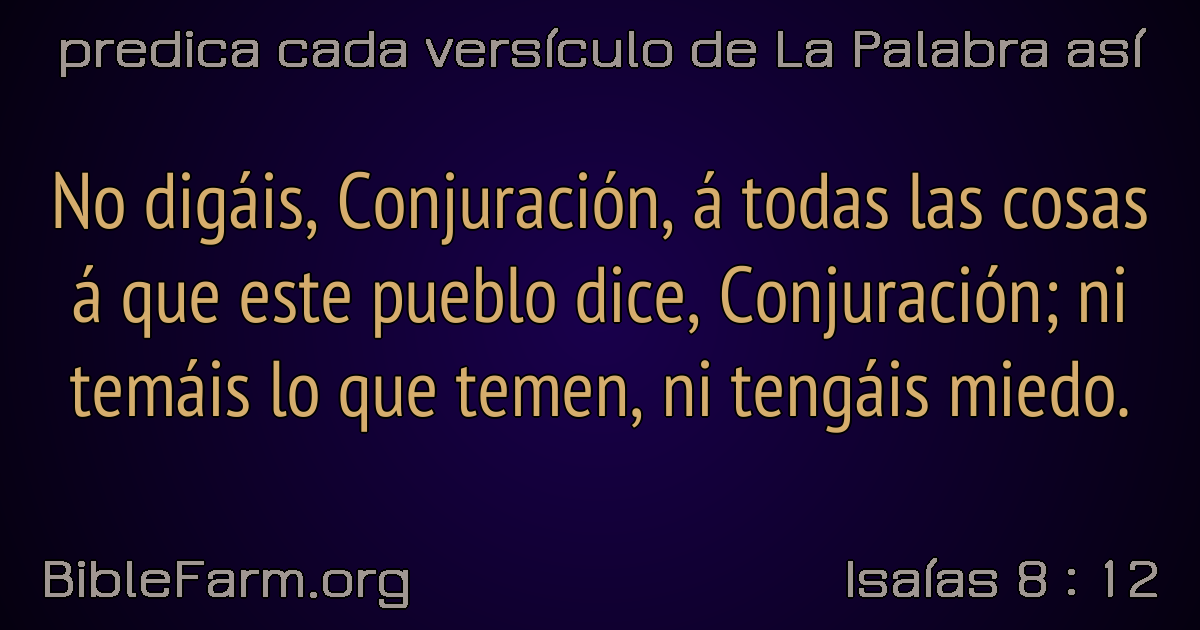 predica cada versículo de La Palabra así
No digáis, Conjuración, á todas las cosas
á que este pueblo dice, Conjuración; ni
temáis lo que temen, ni tengáis miedo.
BibleFarm.org
Isaías 8 : 12